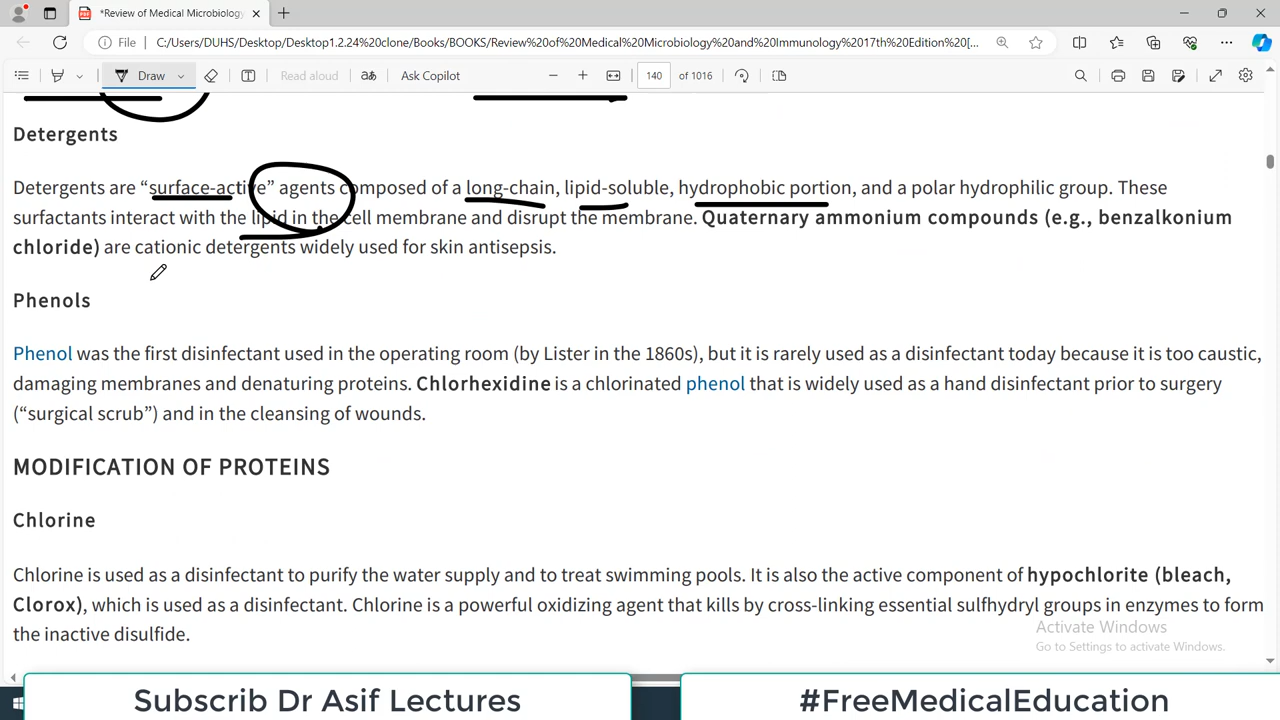 *Review of Medical Microbiology
File
C:/Users/DUHS/Desktop/Desktop1.2.24%20clone/Books/BOOKS/Review%20of%20Medical%20Microbiology%20and%20Immunology%2017th%20Edition%20[...
Draw
Read aloud
aあ
Ask Copilot
140 of 1016
Detergents
Detergents are “surface-active” agents composed of a long-chain, lipid-soluble, hydrophobic portion, and a polar hydrophilic group. These
surfactants interact with the lipid in the cell membrane and disrupt the membrane. Quaternary ammonium compounds (e.g., benzalkonium
chloride) are cationic detergents widely used for skin antisepsis.
Phenols
Phenol was the first disinfectant used in the operating room (by Lister in the 1860s), but it is rarely used as a disinfectant today because it is too caustic,
damaging membranes and denaturing proteins. Chlorhexidine is a chlorinated phenol that is widely used as a hand disinfectant prior to surgery
(“surgical scrub”) and in the cleansing of wounds.
MODIFICATION OF PROTEINS
Chlorine
Chlorine is used as a disinfectant to purify the water supply and to treat swimming pools. It is also the active component of hypochlorite (bleach,
Clorox), which is used as a disinfectant. Chlorine is a powerful oxidizing agent that kills by cross-linking essential sulfhydryl groups in enzymes to form
the inactive disulfide.
Activate Windows
Go to Settings to activate Windows.
Subscrib Dr Asif Lectures
#FreeMedicalEducation